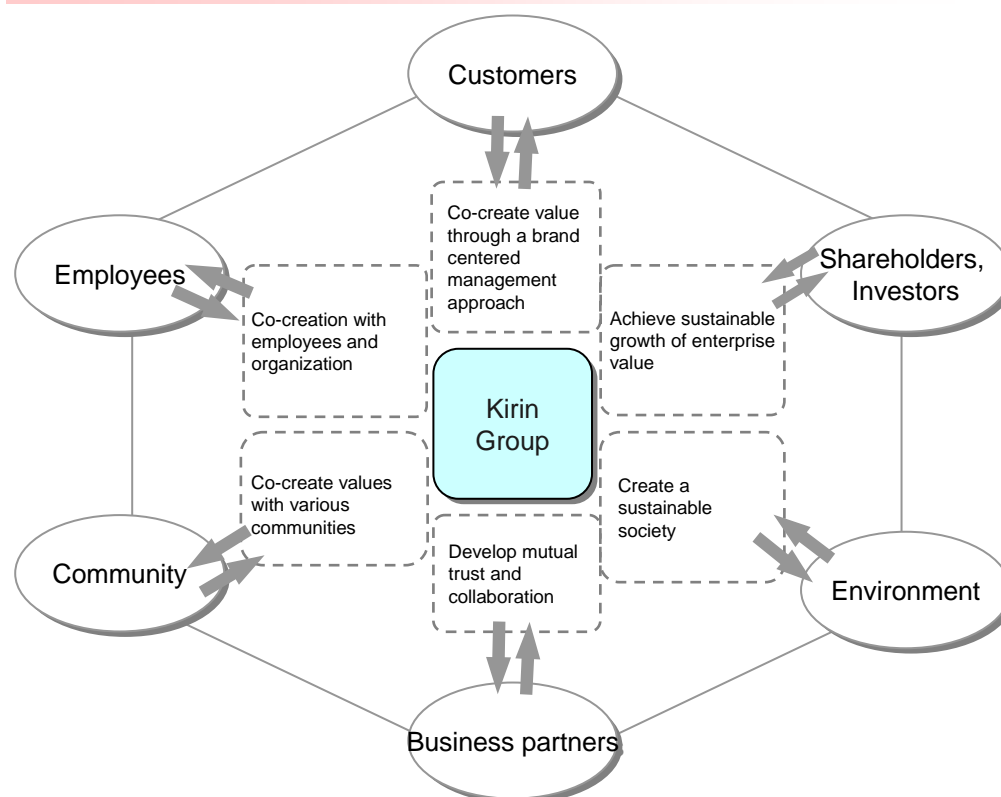 Customers
Co-create value
through a brand
centered
management
approach
Employees
Shareholders,
Investors
Co-creation with
employees and
organization
Achieve sustainable
growth of enterprise
value
Kirin
Group
Co-create values
with various
communities
Create a
sustainable
society
Community
Develop mutual
trust and
collaboration
Environment
Business partners